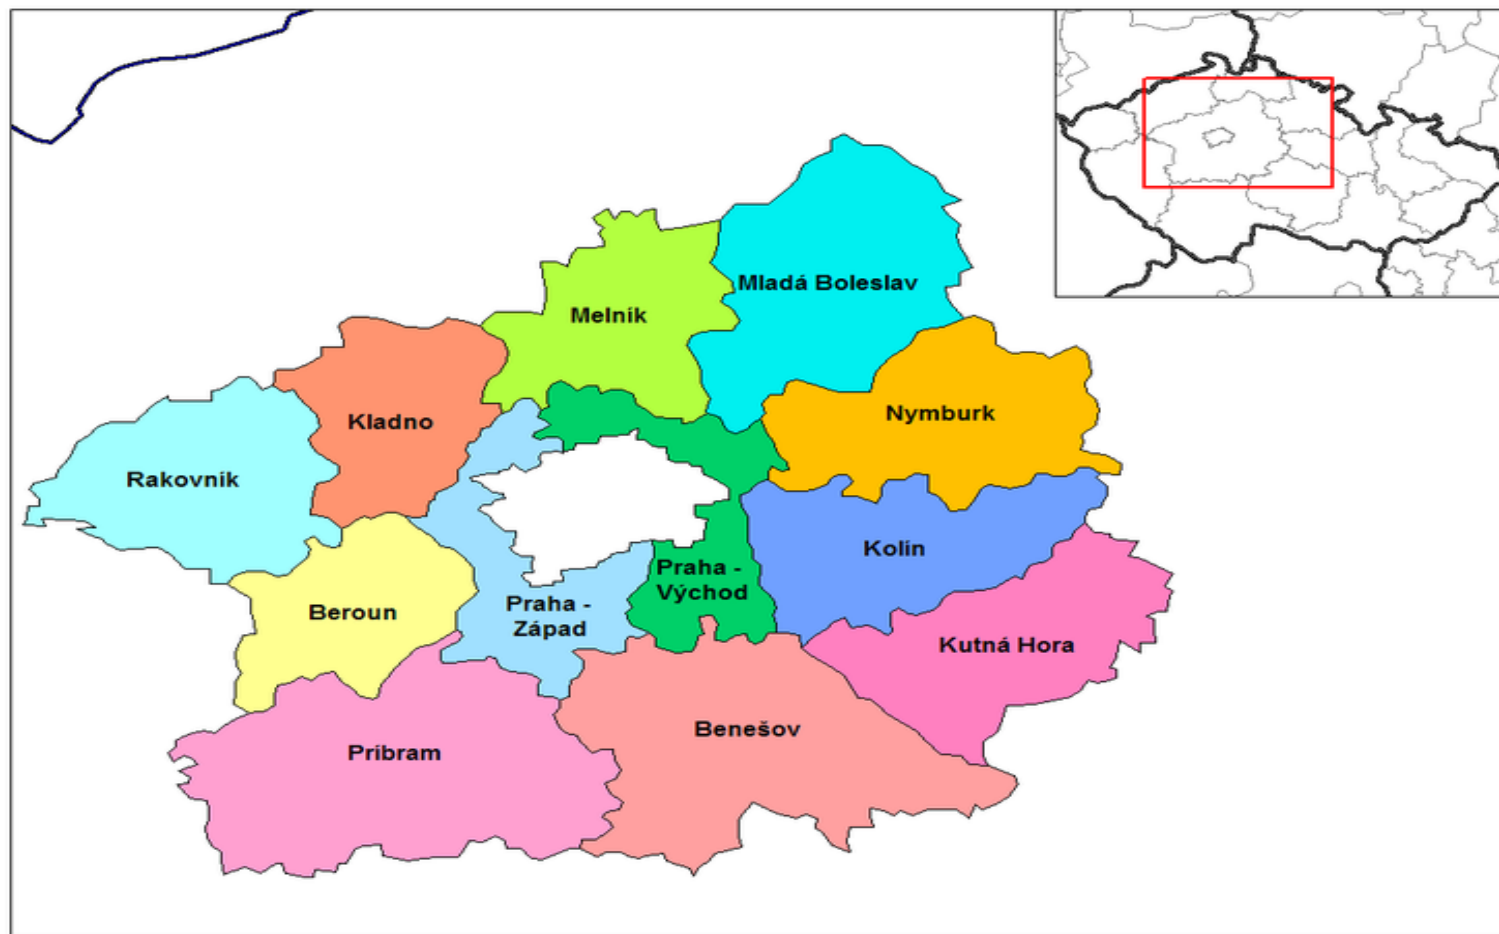 Mladá Boleslav
Melník
Nymburk
Kladno
Rakovník
Kolín
Praha -
Východ
Praha -
Západ
Beroun
Kutná Hora
Benešov
Príbram